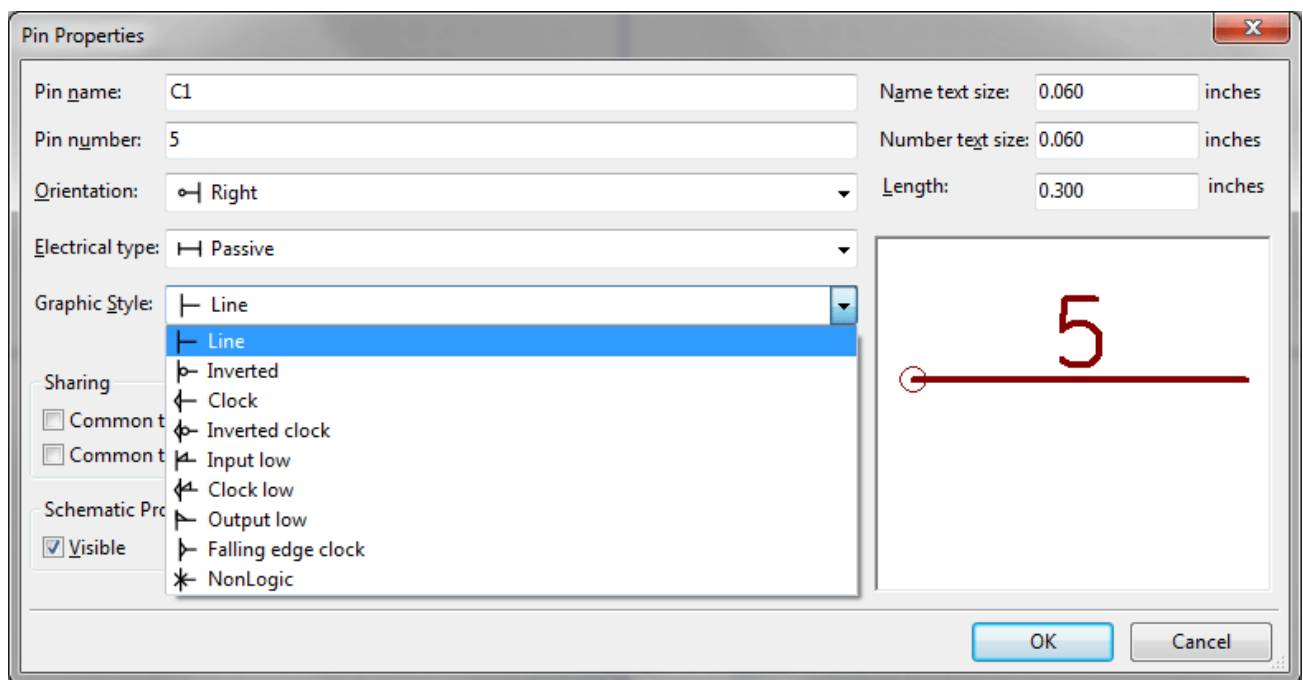 Pin Properties
Pin name: C1
Name text size: 0.060 inches
Pin number: 5
Number text size: 0.060 inches
Orientation: Right
Length: 0.300 inches
Electrical type: Passive
Graphic Style: Line
Line
Inverted
Clock
Inverted clock
Input low
Clock low
Output low
Falling edge clock
NonLogic
Sharing
Common t
Common t
Schematic Pro
Visible
5
OK
Cancel